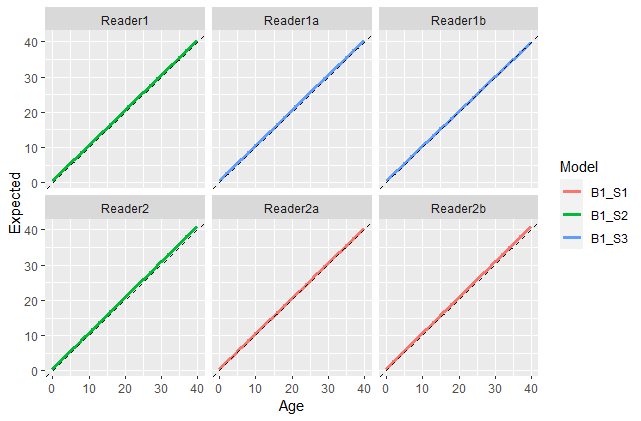 Reader1 Reader1a Reader1b
40
30
20
10
0
Expected
Reader2 Reader2a Reader2b
40
30
20
10
0
0 10 20 30 40 0 10 20 30 40 0 10 20 30 40
Age
Model
B1_S1
B1_S2
B1_S3